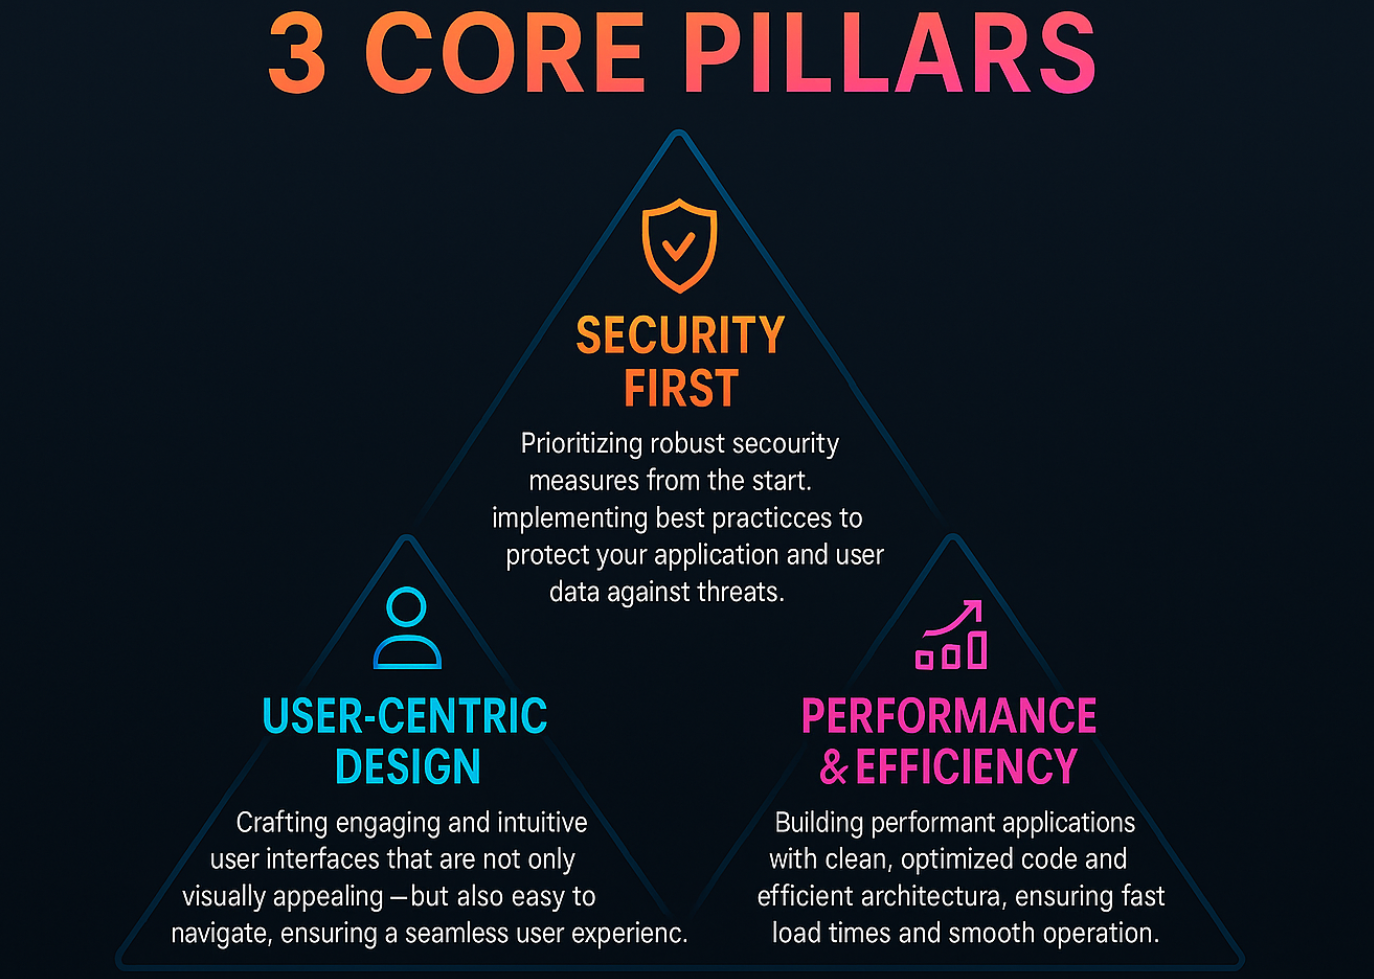 3 CORE PILLARS
SECURITY
FIRST
Prioritizing robust secourity
measures from the start.
implementing best practicces to
protect your application and user
data against threats.
USER-CENTRIC
DESIGN
Crafting engaging and intuitive
user interfaces that are not only
visually appealing —but also easy to
navigate, ensuring a seamless user experienc.
PERFORMANCE
& EFFICIENCY
Building performant applications
with clean, optimized code and
efficient architectura, ensuring fast
load times and smooth operation.